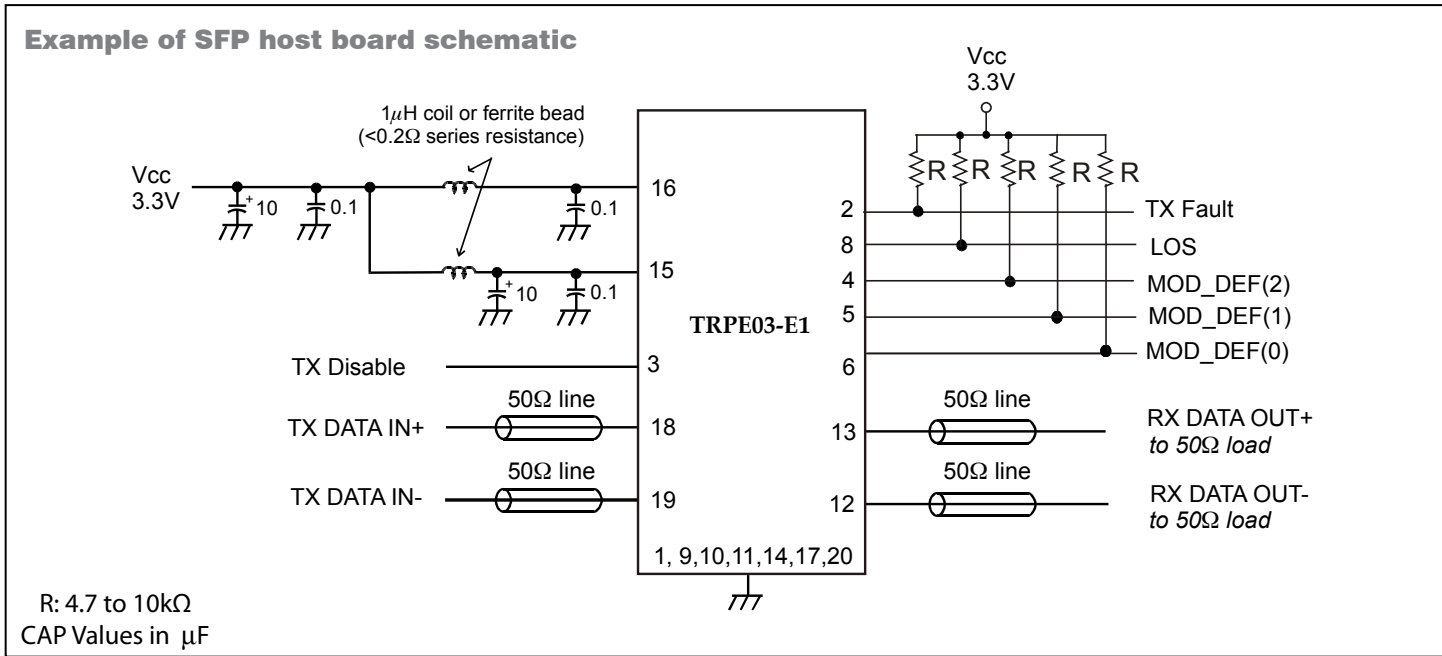 Example of SFP host board schematic
Vcc
3.3V
1μH coil or ferrite bead
(<0.2Ω series resistance)
Vcc
3.3V
+
10
0.1
0.1
+
10
0.1
16
15
TRPE03-E1
R
R
R
R
R
2
TX Fault
8
LOS
4
MOD_DEF(2)
5
MOD_DEF(1)
6
MOD_DEF(0)
TX Disable
3
50Ω line
TX DATA IN+
18
50Ω line
TX DATA IN-
19
50Ω line
13
RX DATA OUT+
to 50Ω load
50Ω line
12
RX DATA OUT-
to 50Ω load
1, 9,10,11,14,17,20
R: 4.7 to 10kΩ
CAP Values in μF